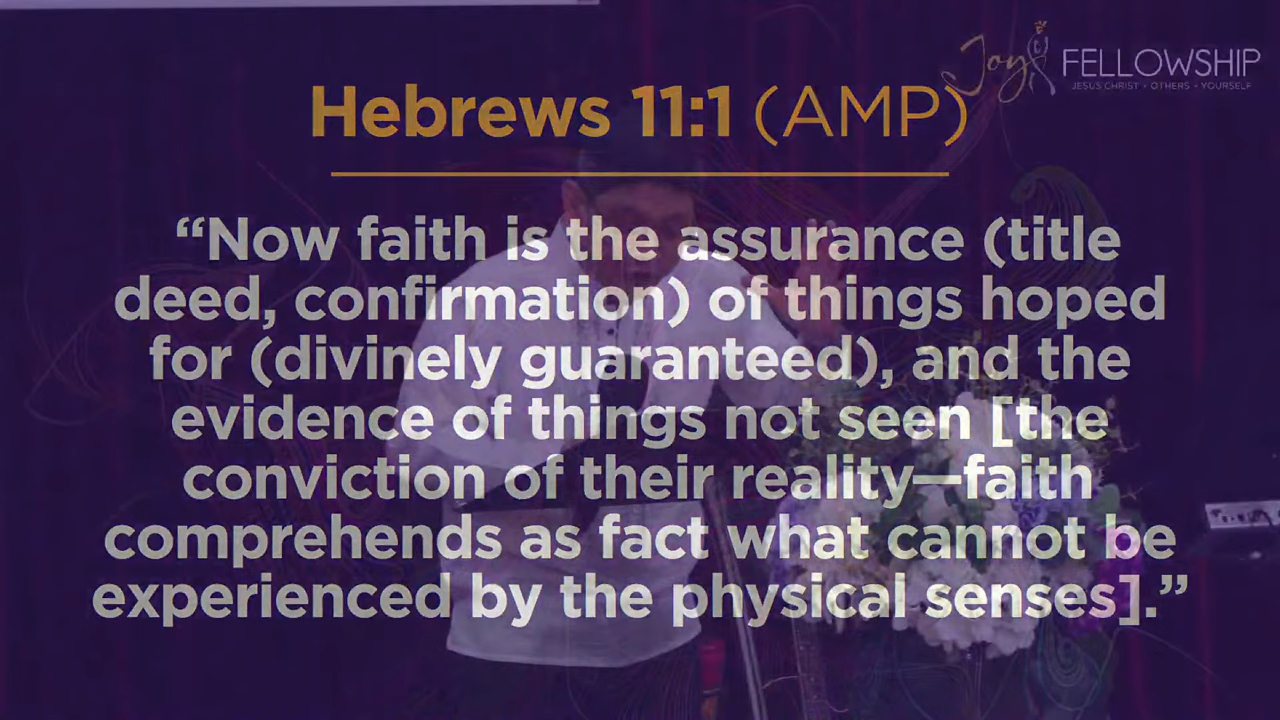 Joy FELLOWSHIP
JESUS CHRIST • OTHERS • YOURSELF
Hebrews 11:1 (AMP)
“Now faith is the assurance (title
deed, confirmation) of things hoped
for (divinely guaranteed), and the
evidence of things not seen [the
conviction of their reality—faith
comprehends as fact what cannot be
experienced by the physical senses].”